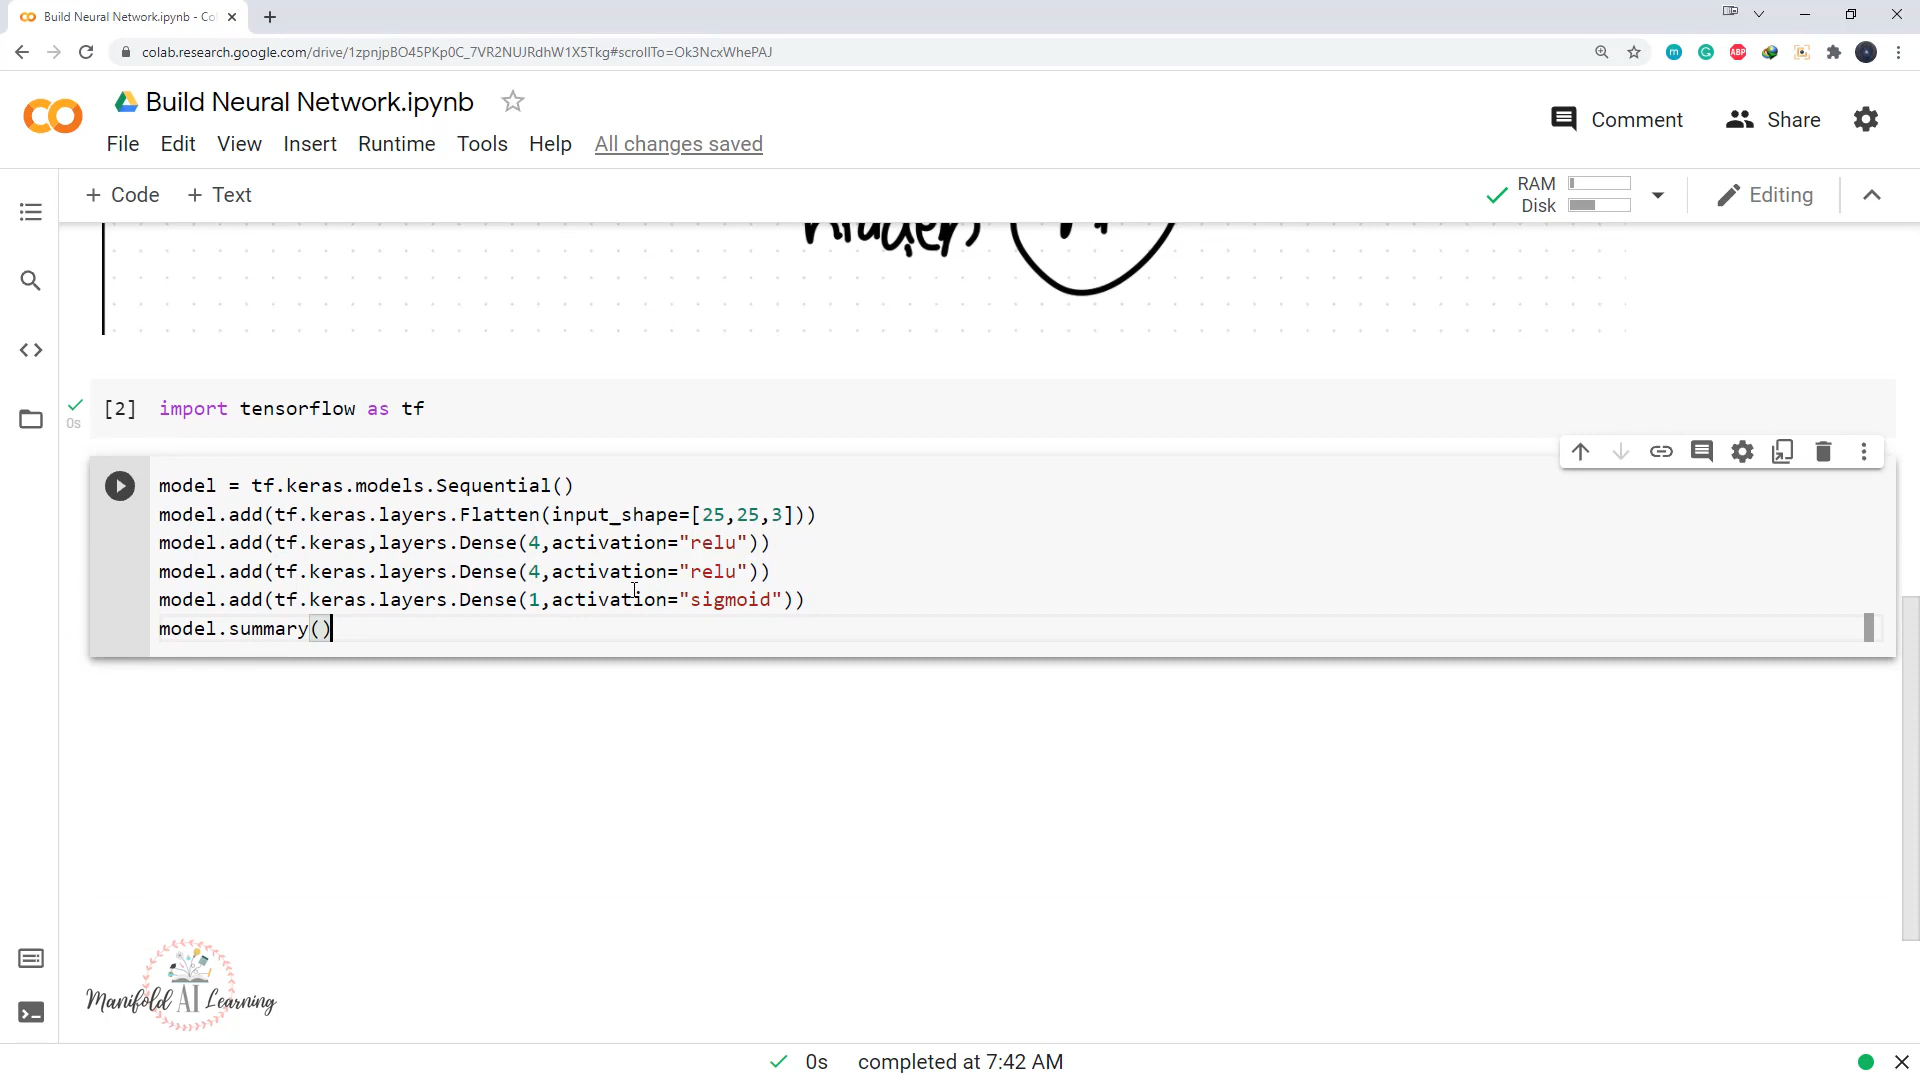 Build Neural Network.ipynb - Co
colab.research.google.com/drive/1zpnjpBO45PKp0C_7VR2NUJRdhW1X5Tkg#scrollTo=Ok3NcxWhePAJ
Build Neural Network.ipynb
Comment
Share
File Edit View Insert Runtime Tools Help All changes saved
+ Code + Text
RAM
Disk
Editing
[2] import tensorflow as tf
0s
model = tf.keras.models.Sequential()
model.add(tf.keras.layers.Flatten(input_shape=[25,25,3]))
model.add(tf.keras,layers.Dense(4,activation="relu"))
model.add(tf.keras.layers.Dense(4,activation="relu"))
model.add(tf.keras.layers.Dense(1,activation="sigmoid"))
model.summary()
Manifold AI Learning
0s completed at 7:42 AM